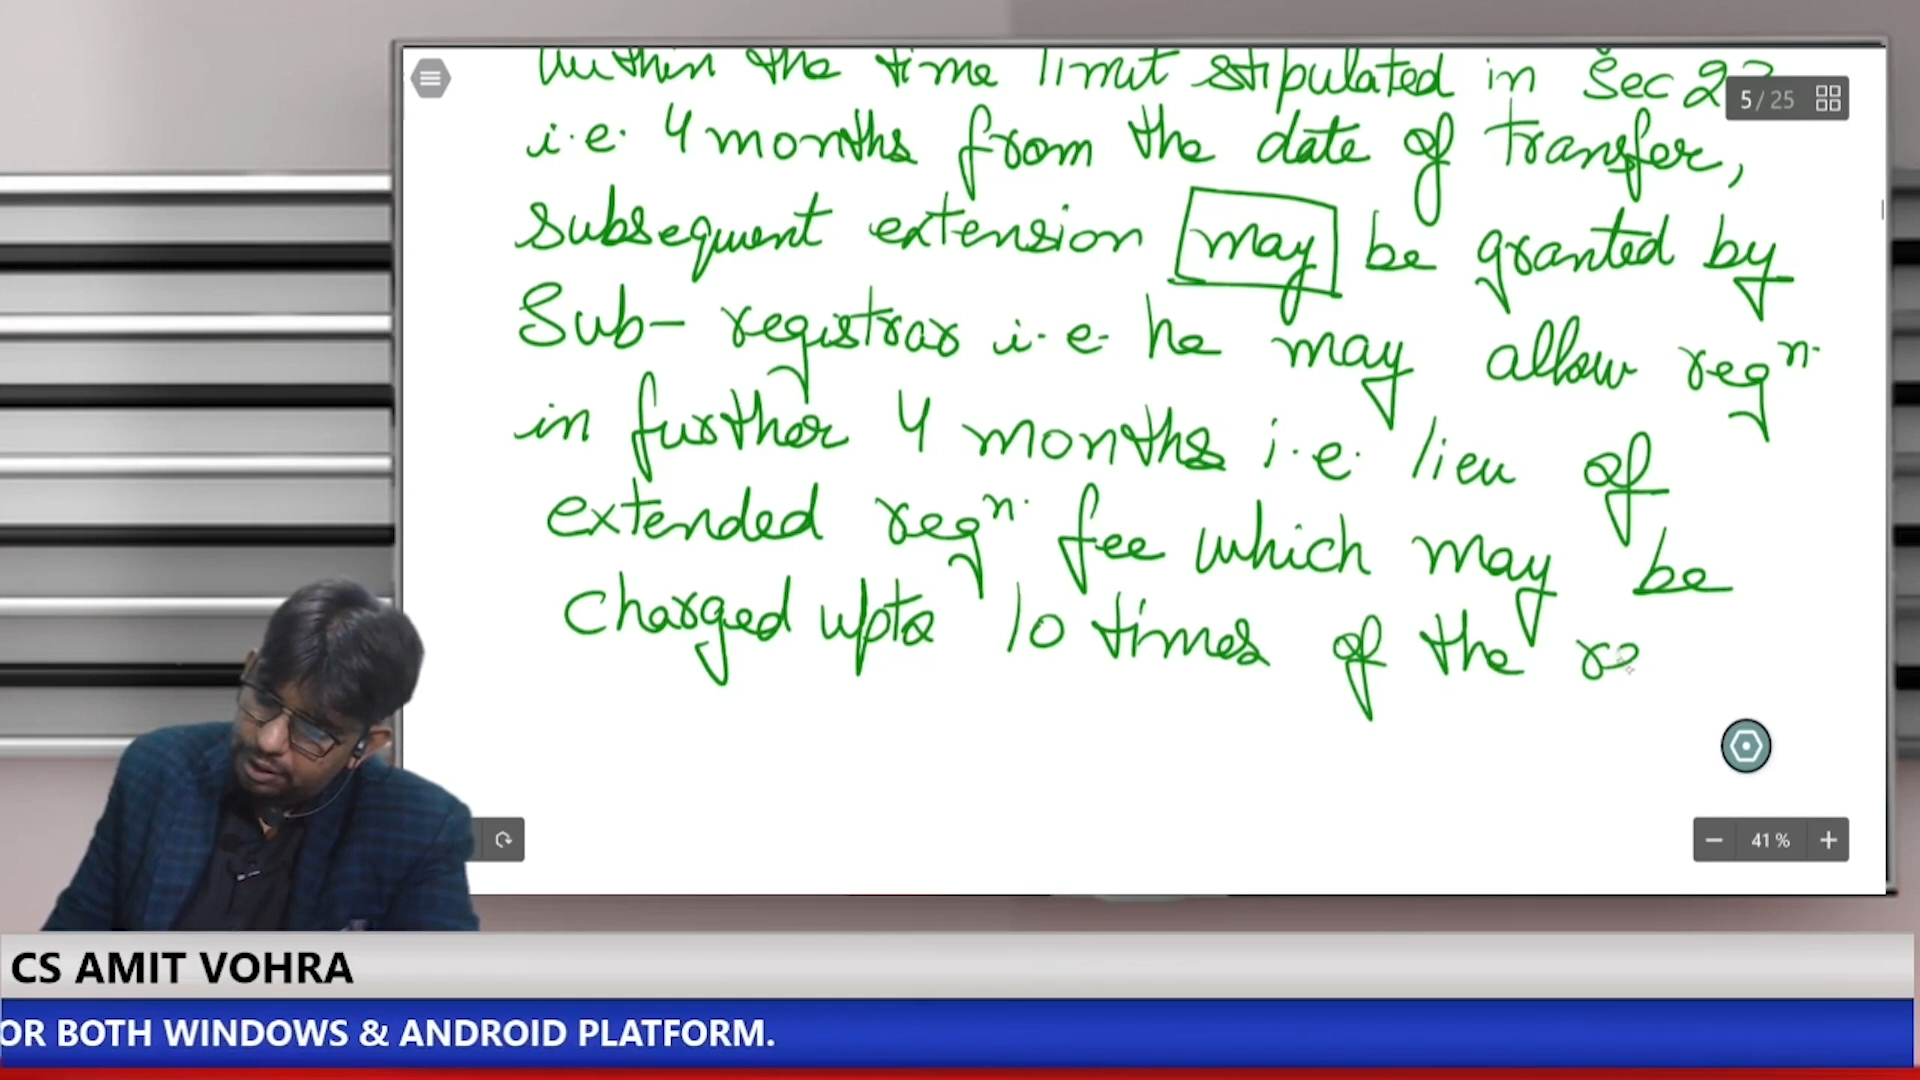 Within the time limit stipulated in Sec 23
5 / 25
i.e. 4 months from the date of transfer,
subsequent extension may be granted by
Sub- registrar i.e. he may allow regn.
in further 4 months i.e. lieu of
extended regn. fee which may be
charged upto 10 times of the re
41 %
CS AMIT VOHRA
OR BOTH WINDOWS & ANDROID PLATFORM.